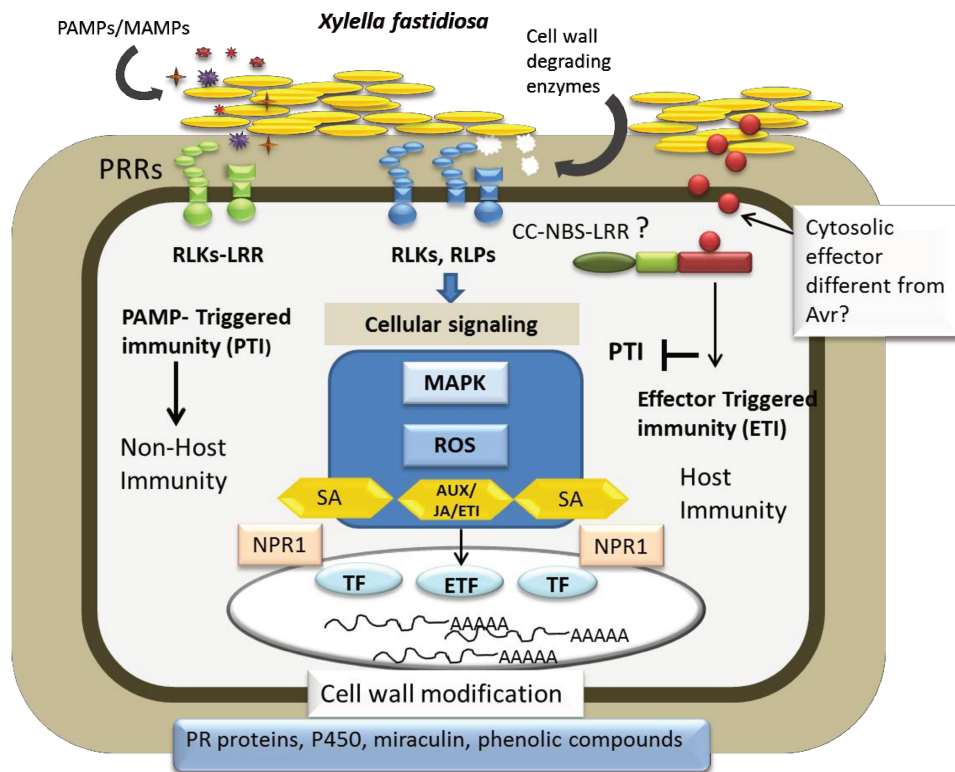 Xylella fastidiosa
PAMPs/MAMPs
Cell wall
degrading
enzymes
PRRs
RLKs-LRR
RLKs, RLPs
CC-NBS-LRR ?
Cytosolic
effector
different from
Avr?
PAMP- Triggered
immunity (PTI)
Non-Host
Immunity
Cellular signaling
MAPK
ROS
SA
AUX/
JA/ETI
SA
PTI
Effector Triggered
immunity (ETI)
Host
Immunity
NPR1
NPR1
TF
ETF
TF
AAAAA
AAAAA
AAAAA
Cell wall modification
PR proteins, P450, miraculin, phenolic compounds